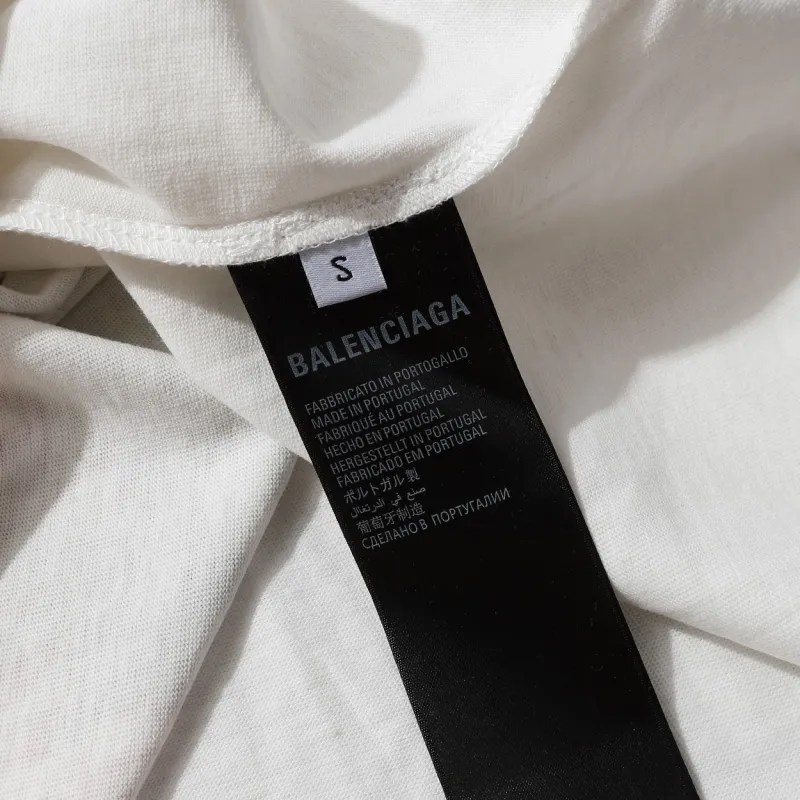 S
BALENCIAGA
FABBRICATO IN PORTOGALLO
MADE IN PORTUGAL
FABRIQUÉ AU PORTUGAL
HECHO EN PORTUGAL
HERGESTELLT IN PORTUGAL
FABRICADO EM PORTUGAL
ポルトガル製
صنع في البرتغال
葡萄牙制造
СДЕЛАНО В ПОРТУГАЛИИ